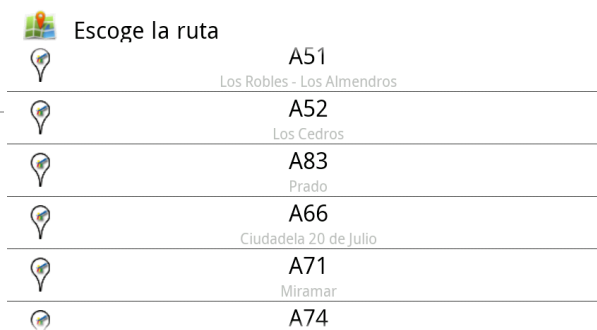 Escoge la ruta
A51
Los Robles - Los Almendros
A52
Los Cedros
A83
Prado
A66
Ciudadela 20 de Julio
A71
Miramar
A74